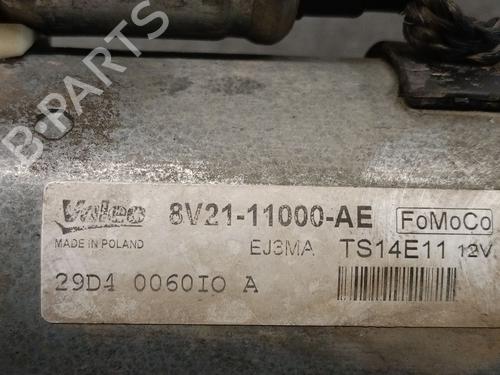 Valeo 8V21-11000-AE FoMoCo
MADE IN POLAND EJ3MA TS14E11 12V
29D4 0060IO A
B-PARTS